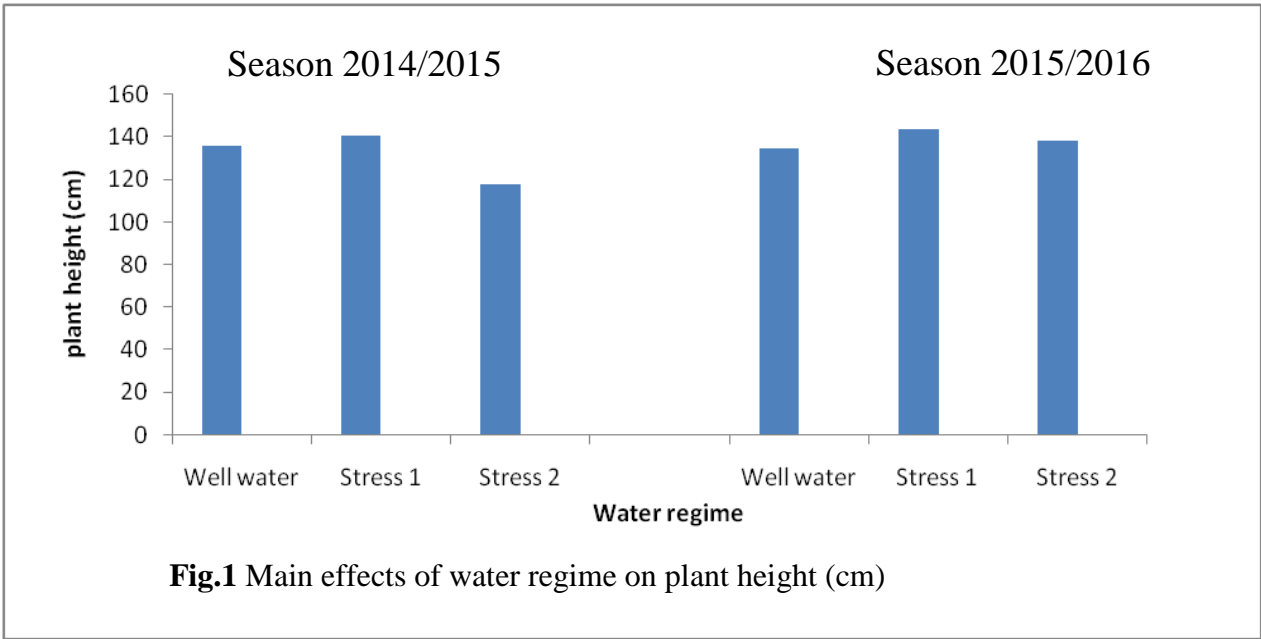 Season 2014/2015
Season 2015/2016
160
140
120
100
80
60
40
20
0
plant height (cm)
Well water Stress 1 Stress 2 Well water Stress 1 Stress 2
Water regime
Fig.1 Main effects of water regime on plant height (cm)